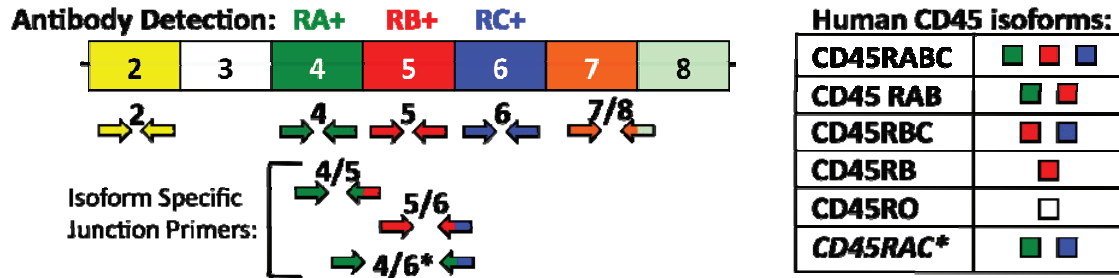 Antibody Detection: RA+ RB+ RC+
2 3 4 5 6 7 8
2 4 5 6 7/8
4/5
Isoform Specific
5/6
Junction Primers:
4/6*
Human CD45 isoforms:
CD45RABC
CD45 RAB
CD45RBC
CD45RB
CD45RO
CD45RAC*